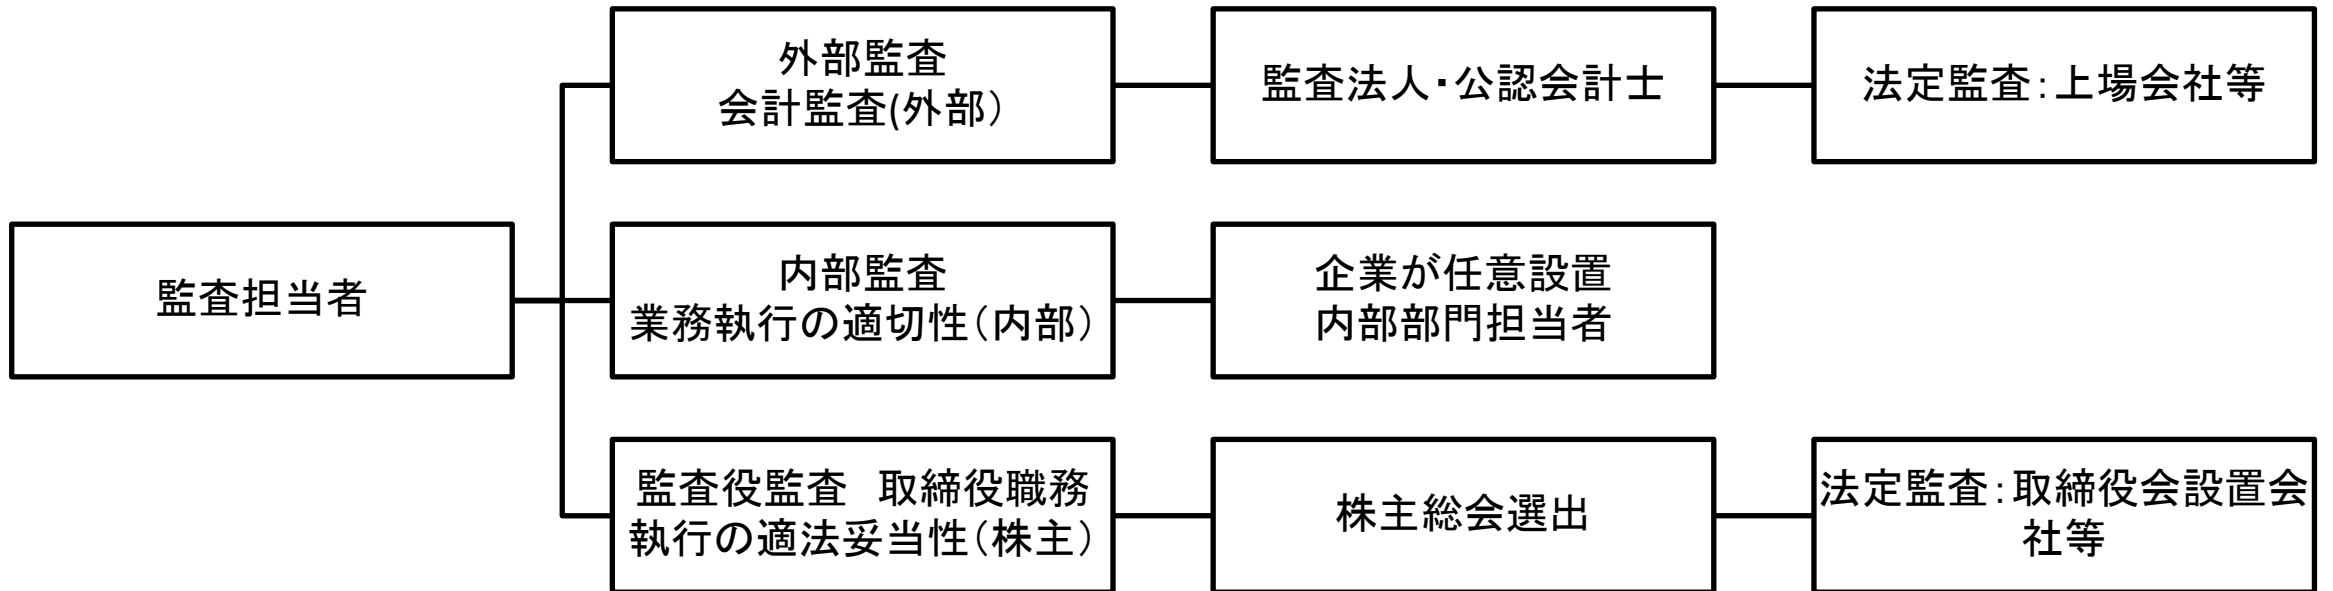 外部監査
会計監査(外部）
監査法人・公認会計士
法定監査：上場会社等
監査担当者
内部監査
業務執行の適切性（内部）
企業が任意設置
内部部門担当者
監査役監査　取締役職務
執行の適法妥当性（株主）
株主総会選出
法定監査：取締役会設置会
社等